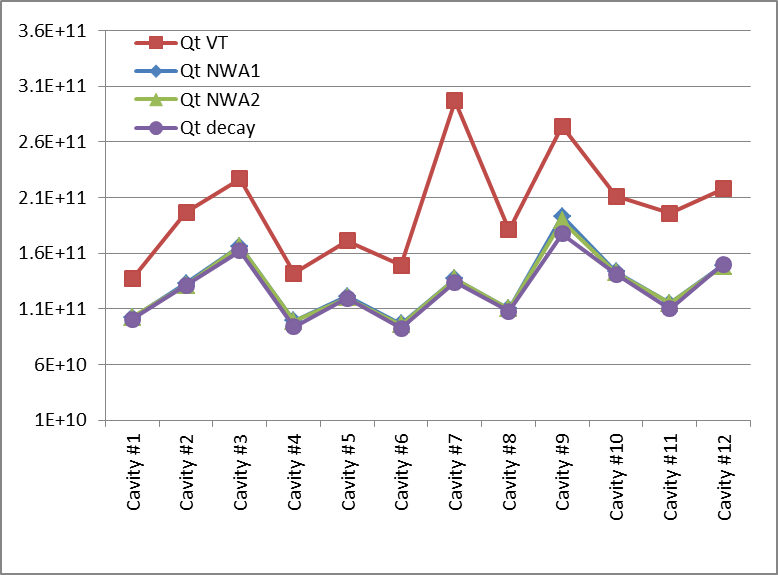 3.6E+11
3.1E+11
2.6E+11
2.1E+11
1.6E+11
1.1E+11
6E+10
1E+10
Qt VT
Qt NWA1
Qt NWA2
Qt decay
Cavity #1
Cavity #2
Cavity #3
Cavity #4
Cavity #5
Cavity #6
Cavity #7
Cavity #8
Cavity #9
Cavity #10
Cavity #11
Cavity #12